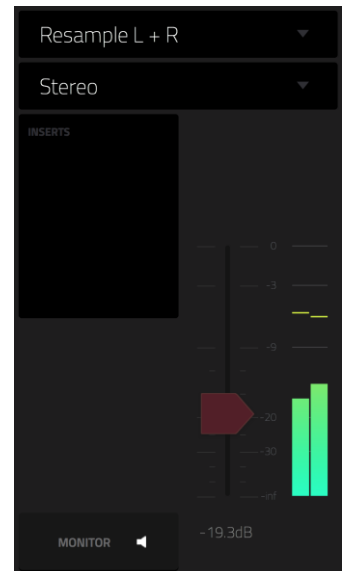 Resample L + R
Stereo
INSERTS
0
-3
-9
-20
-30
-inf
MONITOR
-19.3dB